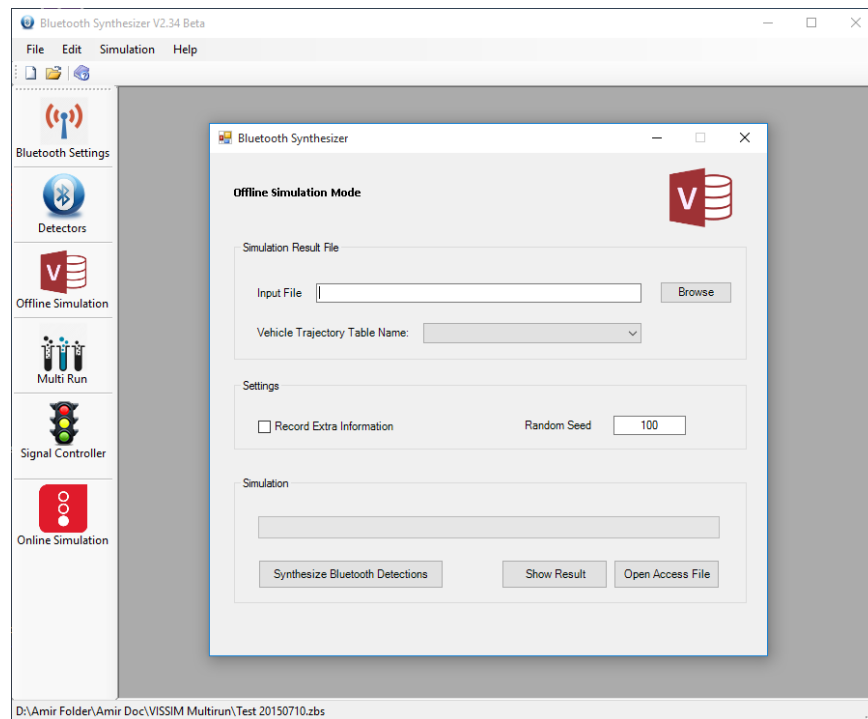 Bluetooth Synthesizer V2.34 Beta
File Edit Simulation Help
Bluetooth Settings
Detectors
V
Offline Simulation
Multi Run
Signal Controller
Online Simulation
Bluetooth Synthesizer
Offline Simulation Mode
V
Simulation Result File
Input File
Browse
Vehicle Trajectory Table Name:
Settings
Record Extra Information
Random Seed
100
Simulation
Synthesize Bluetooth Detections
Show Result
Open Access File
D:\Amir Folder\Amir Doc\VISSIM Multirun\Test 20150710.zbs